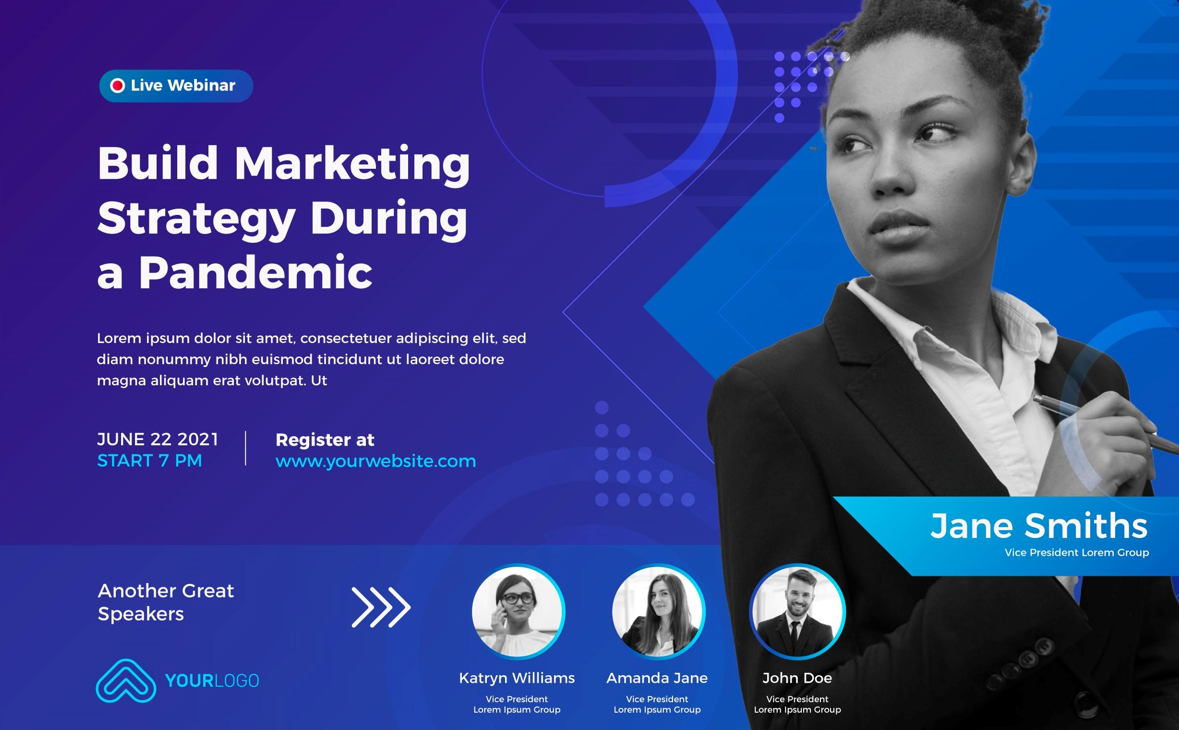 Live Webinar
Build Marketing
Strategy During
a Pandemic
Lorem ipsum dolor sit amet, consectetuer adipiscing elit, sed
diam nonummy nibh euismod tincidunt ut laoreet dolore
magna aliquam erat volutpat. Ut
JUNE 22 2021
START 7 PM
Register at
www.yourwebsite.com
Jane Smiths
Vice President Lorem Group
Another Great
Speakers
YOURLOGO
Katryn Williams
Vice President
Lorem Ipsum Group
Amanda Jane
Vice President
Lorem Ipsum Group
John Doe
Vice President
Lorem Ipsum Group